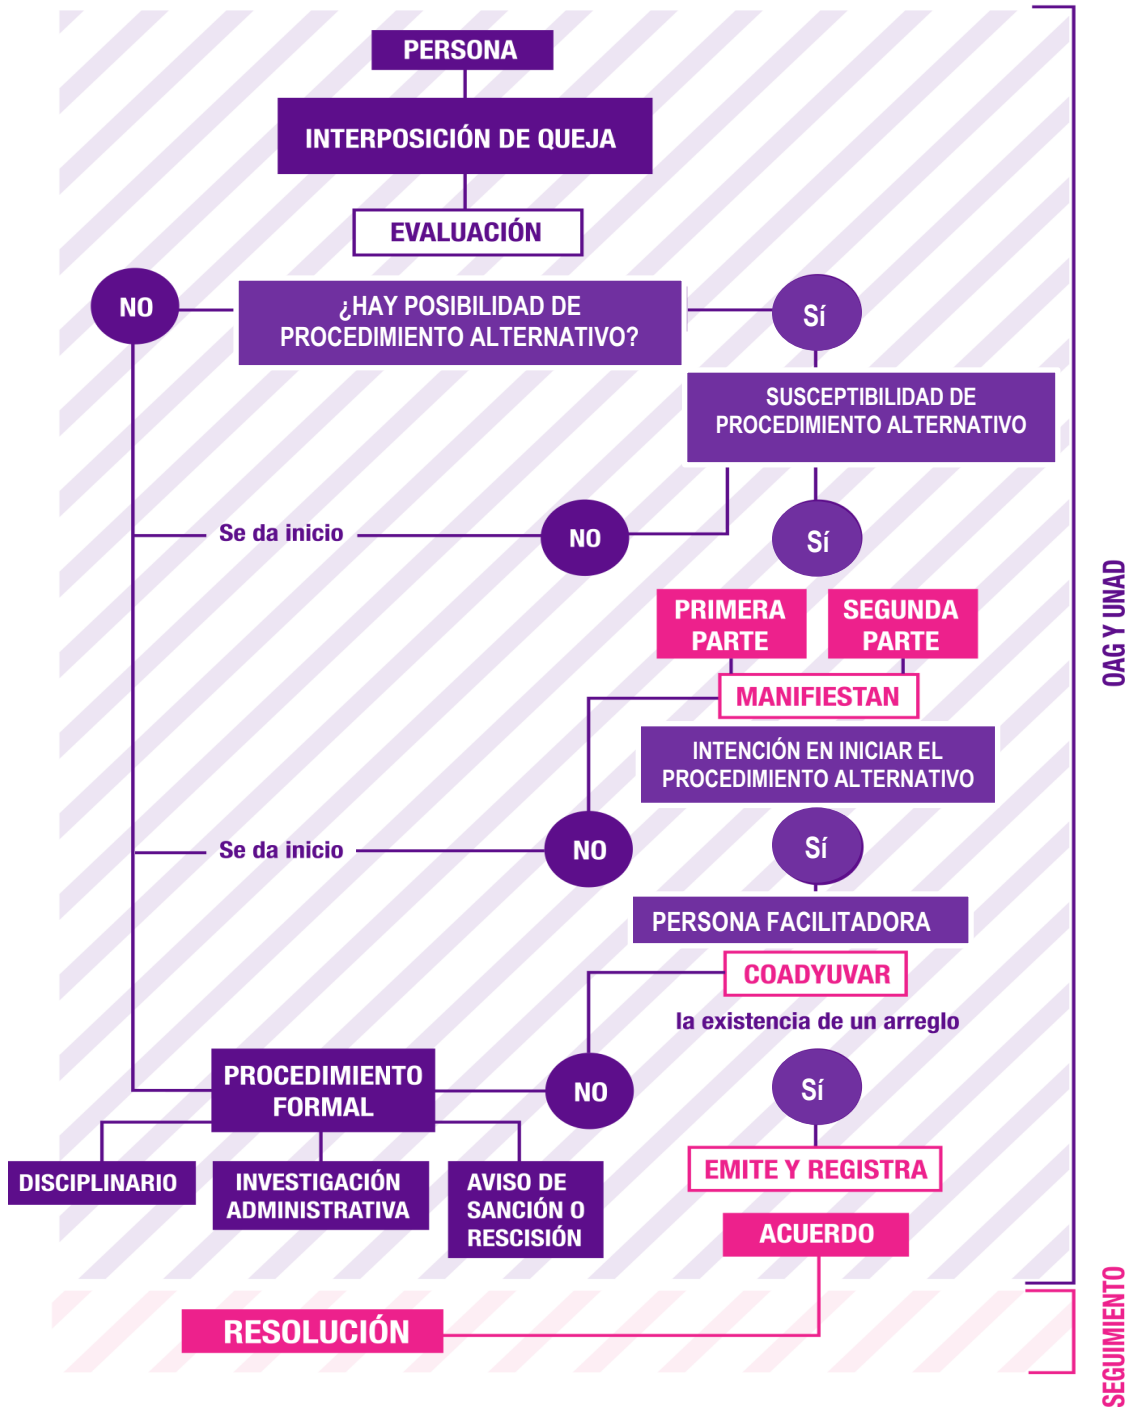 PERSONA
INTERPOSICIÓN DE QUEJA
EVALUACIÓN
NO
¿HAY POSIBILIDAD DE
PROCEDIMIENTO ALTERNATIVO?
Sí
SUSCEPTIBILIDAD DE
PROCEDIMIENTO ALTERNATIVO
Se da inicio
NO
Sí
PRIMERA
PARTE
SEGUNDA
PARTE
MANIFIESTAN
INTENCIÓN EN INICIAR EL
PROCEDIMIENTO ALTERNATIVO
Se da inicio
NO
Sí
PERSONA FACILITADORA
COADYUVAR
la existencia de un arreglo
PROCEDIMIENTO
FORMAL
NO
Sí
DISCIPLINARIO
INVESTIGACIÓN
ADMINISTRATIVA
AVISO DE
SANCIÓN O
RESCISIÓN
EMITE Y REGISTRA
ACUERDO
RESOLUCIÓN
OAG Y UNAD
SEGUIMIENTO